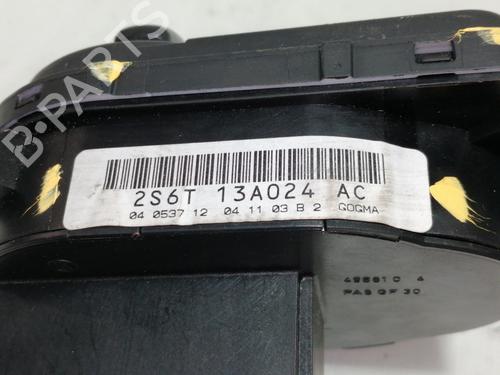 B-PARTS
2S6T 13A024 AC
04 0537 12 04 11 03 B 2 GOGMA
PA6 GF 30